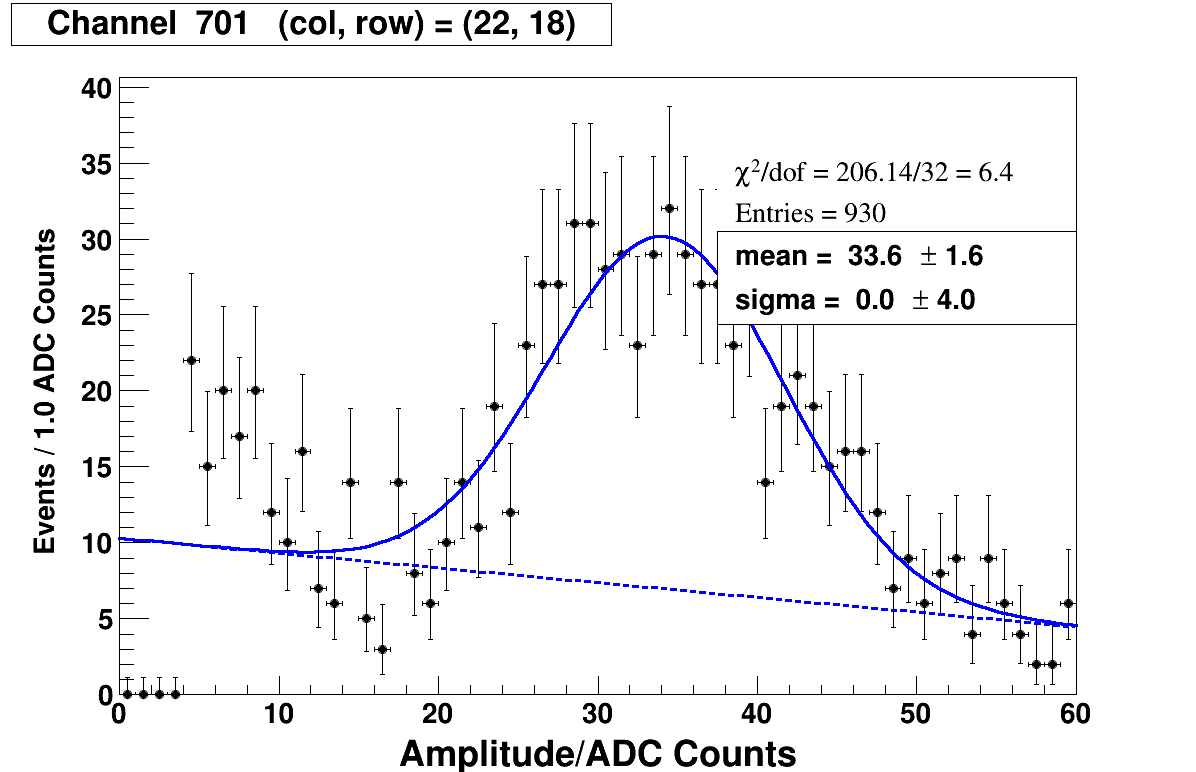 Channel 701 (col, row) = (22, 18)
40
35
30
25
20
15
10
5
0
Events / 1.0 ADC Counts
χ²/dof = 206.14/32 = 6.4
Entries = 930
mean = 33.6 ± 1.6
sigma = 0.0 ± 4.0
0 10 20 30 40 50 60
Amplitude/ADC Counts